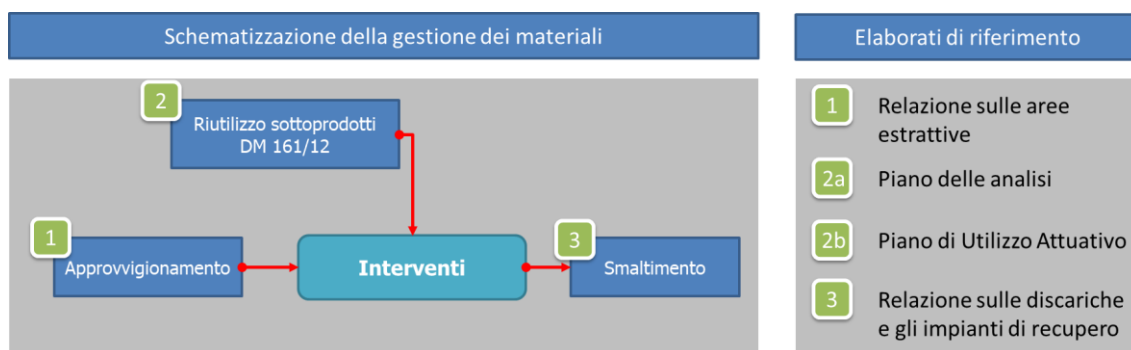 Schematizzazione della gestione dei materiali
2
Riutilizzo sottoprodotti
DM 161/12
1
Approvvigionamento
Interventi
3
Smaltimento
Elaborati di riferimento
1
Relazione sulle aree
estrattive
2a
Piano delle analisi
2b
Piano di Utilizzo Attuativo
3
Relazione sulle discariche
e gli impianti di recupero